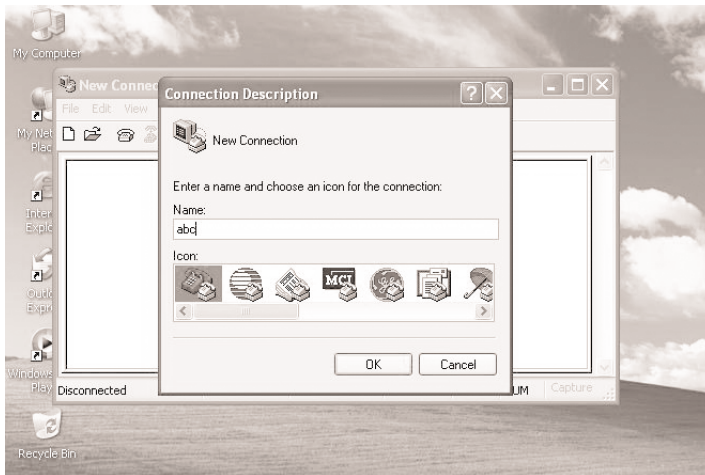 My Computer
New Connec
File Edit View
My Net
Plac
Inter
Explo
Outlo
Expre
Windows
Play
Recycle Bin
Connection Description
New Connection
Enter a name and choose an icon for the connection:
Name:
abc
Icon:
MCI
OK
Cancel
Disconnected
UM
Capture